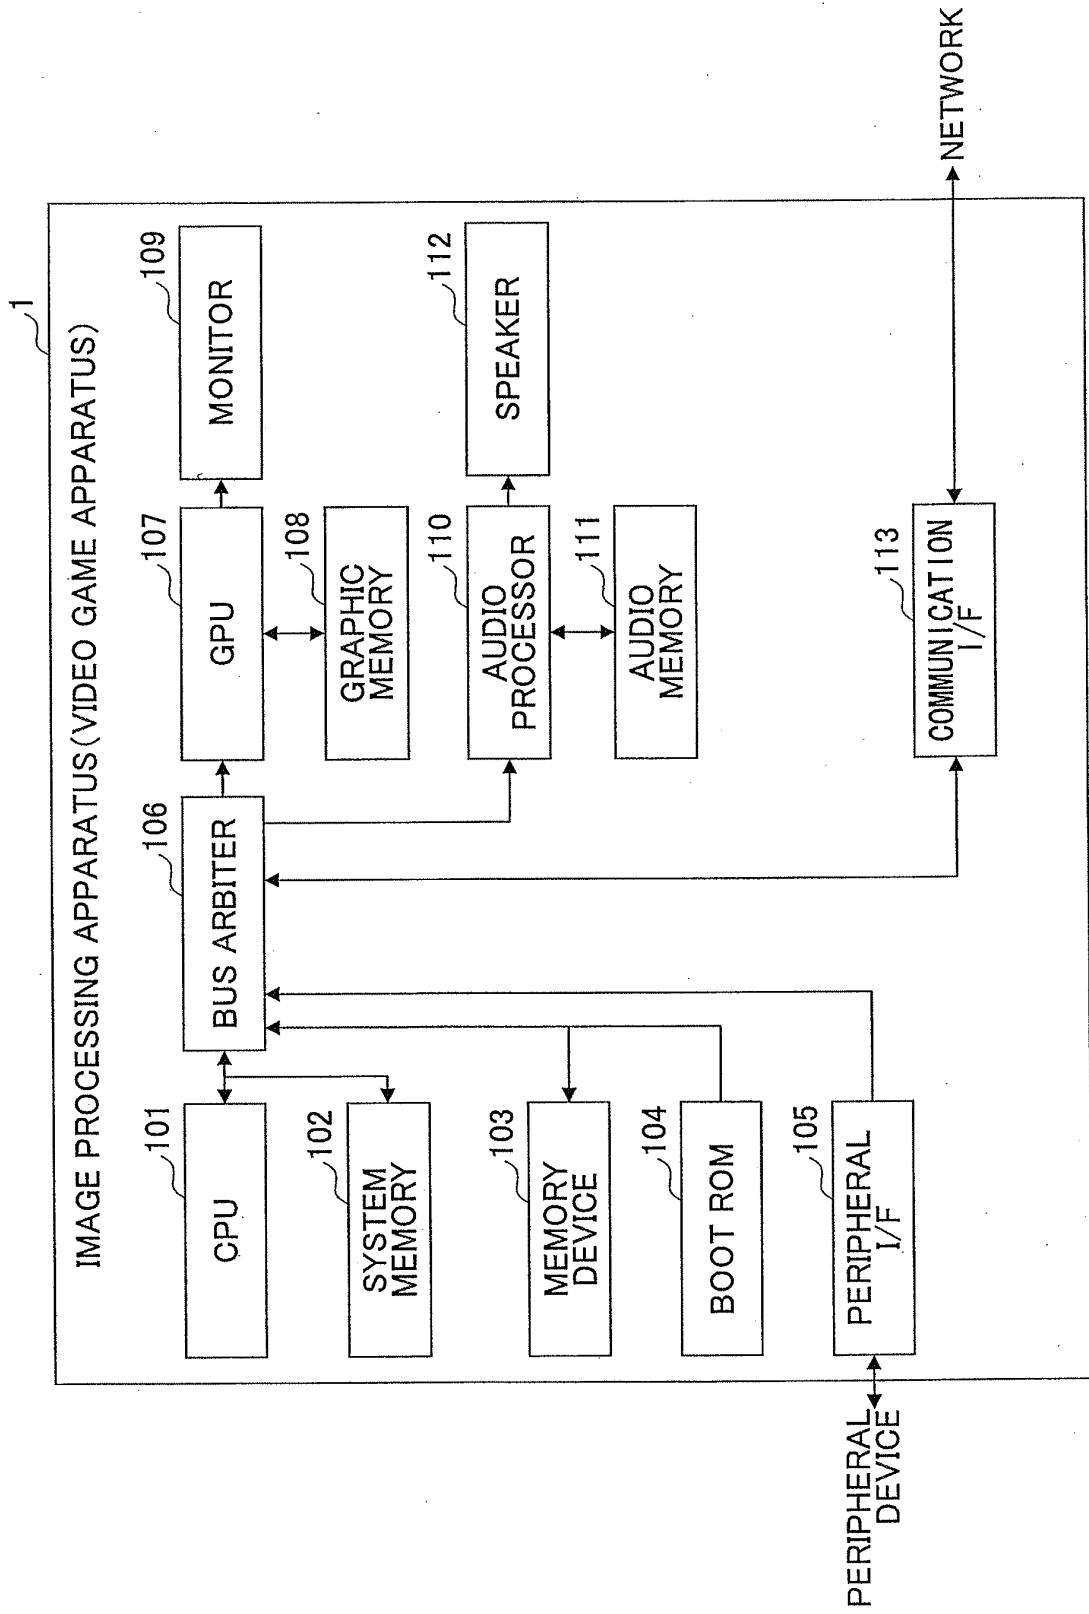 1
IMAGE PROCESSING APPARATUS(VIDEO GAME APPARATUS)
101
CPU
102
SYSTEM
MEMORY
103
MEMORY
DEVICE
104
BOOT ROM
105
PERIPHERAL
I/F
PERIPHERAL
DEVICE
106
BUS ARBITER
107
GPU
108
GRAPHIC
MEMORY
109
MONITOR
110
AUDIO
PROCESSOR
111
AUDIO
MEMORY
112
SPEAKER
113
COMMUNICATION
I/F
NETWORK